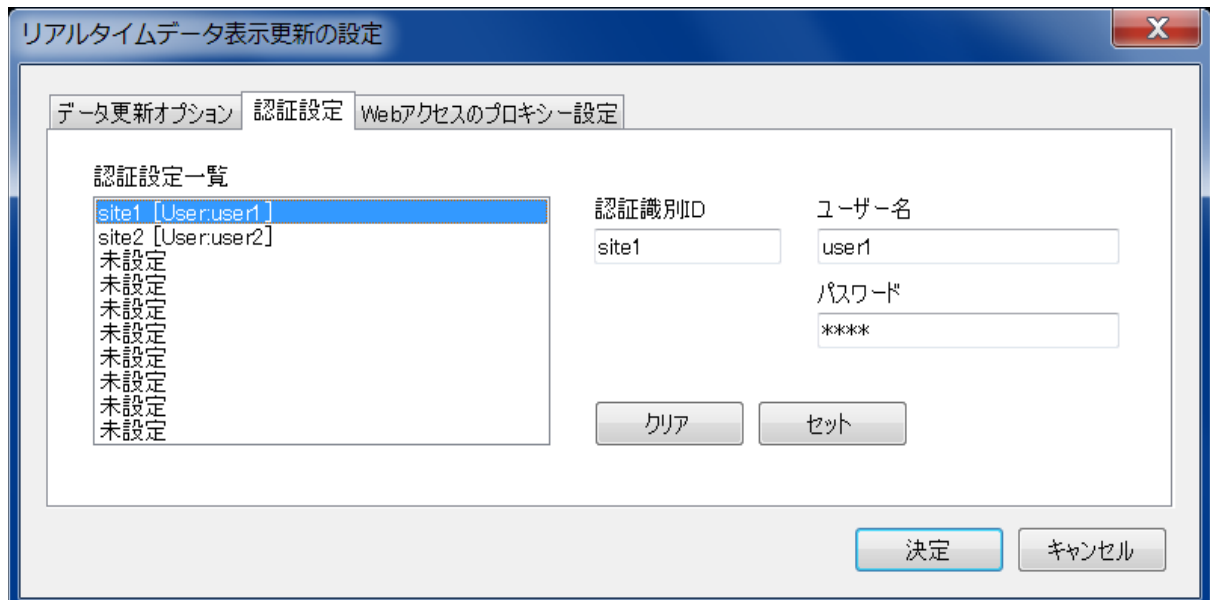 リアルタイムデータ表示更新の設定
X
データ更新オプション 認証設定 Webアクセスのプロキシー設定
認証設定一覧
site1 [User:user1]
site2 [User:user2]
未設定
未設定
未設定
未設定
未設定
未設定
未設定
未設定
認証識別ID
site1
ユーザー名
user1
パスワード
****
クリア
セット
決定
キャンセル